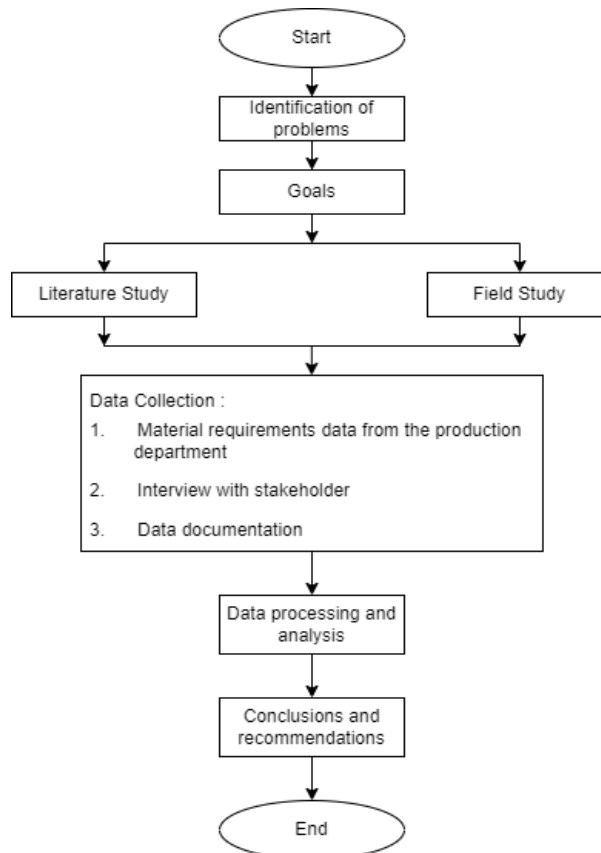 Start
Identification of
problems
Goals
Literature Study
Field Study
Data Collection :
1. Material requirements data from the production
department
2. Interview with stakeholder
3. Data documentation
Data processing and
analysis
Conclusions and
recommendations
End